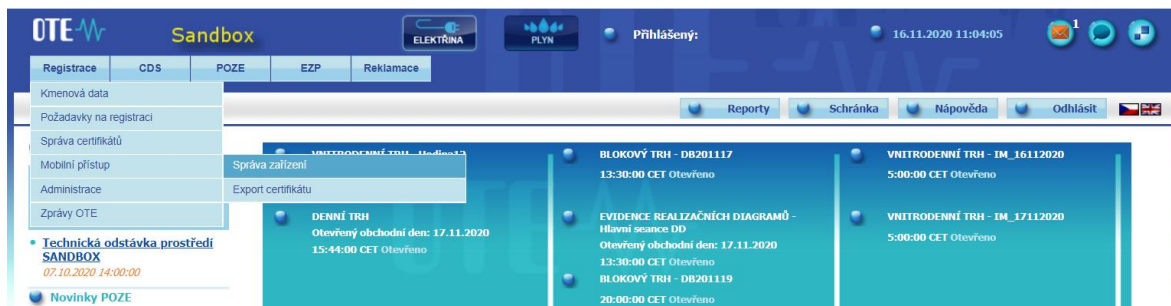 OTE
Sandbox
ELEKTŘINA
PLYN
Přihlášený:
16.11.2020 11:04:05
1
Registrace CDS POZE EZP Reklamace
Kmenová data
Požadavky na registraci
Správa certifikátů
Mobilní přístup
Administrace
Zprávy OTE
Správa zařízení
Export certifikátu
Reporty Schránka Nápověda Odhlásit
VNITRODENNÍ TRH - Hodina12
DENNÍ TRH
Otevřený obchodní den: 17.11.2020
15:44:00 CET Otevřeno
BLOKOVÝ TRH - DB201117
13:30:00 CET Otevřeno
EVIDENCE REALIZAČNÍCH DIAGRAMŮ -
Hlavní seance DD
Otevřený obchodní den: 17.11.2020
13:30:00 CET Otevřeno
BLOKOVÝ TRH - DB201119
20:00:00 CET Otevřeno
VNITRODENNÍ TRH - IM_16112020
5:00:00 CET Otevřeno
VNITRODENNÍ TRH - IM_17112020
5:00:00 CET Otevřeno
Technická odstávka prostředí
SANDBOX
07.10.2020 14:00:00
Novinky POZE